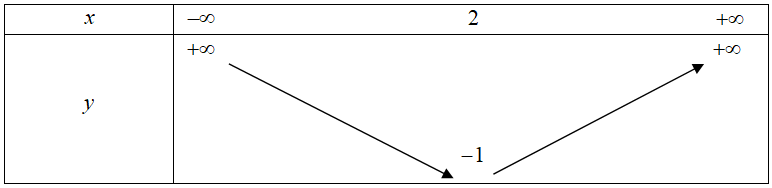 x –∞ 2 +∞
+∞ +∞
y
–1